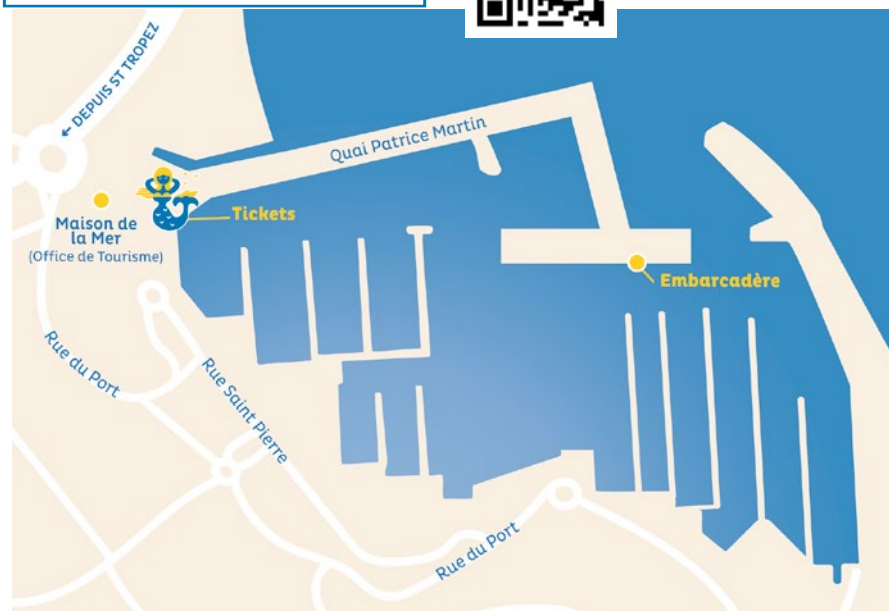 ← DEPUIS ST TROPEZ
Quai Patrice Martin
Tickets
Maison de
la Mer
(Office de Tourisme)
Embarcadère
Rue du Port
Rue Saint Pierre
Rue du Port